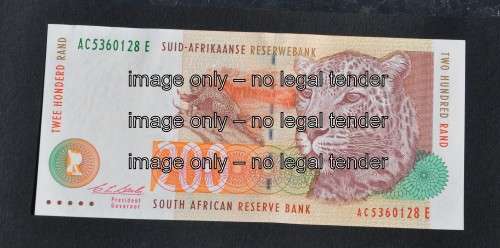 TWEE HONDERD RAND
AC5360128 E
SUID-AFRIKAANSE RESERWEBANK
TWO HUNDRED RAND
image only – no legal tender
image only – no legal tender
image only – no legal tender
200
President
Governor
SOUTH AFRICAN RESERVE BANK
AC5360128 E